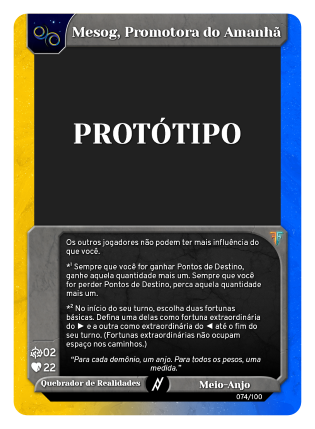 Mesog, Promotora do Amanhã
PROTÓTIPO
Os outros jogadores não podem ter mais influência do
que você.
*¹ Sempre que você for ganhar Pontos de Destino,
ganhe aquela quantidade mais um. Sempre que você
for perder Pontos de Destino, perca aquela quantidade
mais um.
*² No início do seu turno, escolha duas fortunas
básicas. Defina uma delas como fortuna extraordinária
do ► e a outra como extraordinária do ◄ até o fim do
seu turno. (Fortunas extraordinárias não ocupam
espaço nos caminhos.)
"Para cada demônio, um anjo. Para todos os pesos, uma
medida."
02
22
Quebrador de Realidades
Meio-Anjo
074/100